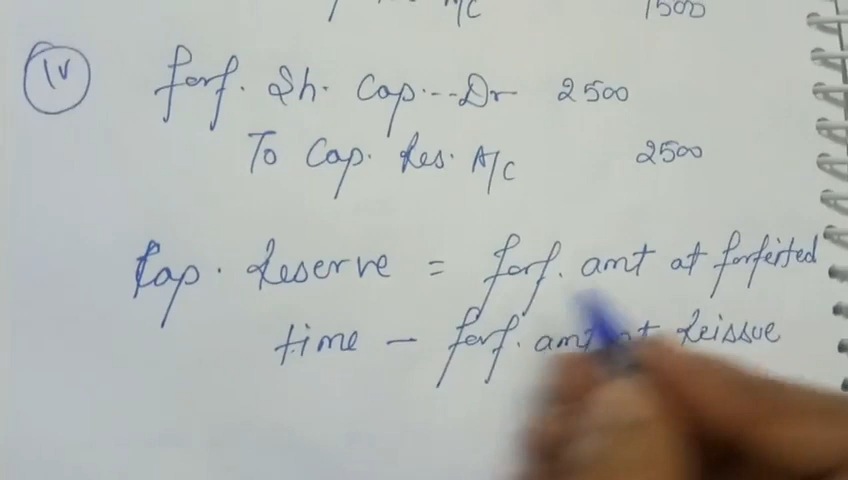 A/C 1500
IV Forf. Sh. Cap.--Dr 2500
To Cap. Res. A/C 2500
Cap. Reserve = forf. amt at forfeited
time - forf. amt at Reissue